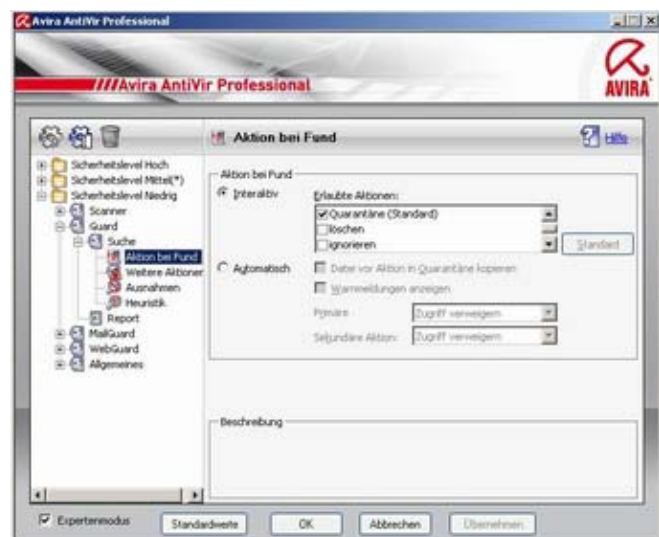 Avira AntiVir Professional
Avira AntiVir Professional
AVIRA
Aktion bei Fund
Hilfe
Sicherheitslevel Hoch
Sicherheitslevel Mittel(*)
Sicherheitslevel Niedrig
Scanner
Guard
Suche
Aktion bei Fund
Weitere Aktionen
Ausnahmen
Heuristik
Report
MailGuard
WebGuard
Allgemeines
Aktion bei Fund
Interaktiv
Erlaubte Aktionen:
Quarantäne (Standard)
löschen
ignorieren
Standard
Automatisch
Datei vor Aktion in Quarantäne kopieren
Warnmeldungen anzeigen
Primäre
Zugriff verweigern
Sekundäre Aktion:
Zugriff verweigern
Beschreibung
Expertenmodus
Standardwerte
OK
Abbrechen
Übernehmen